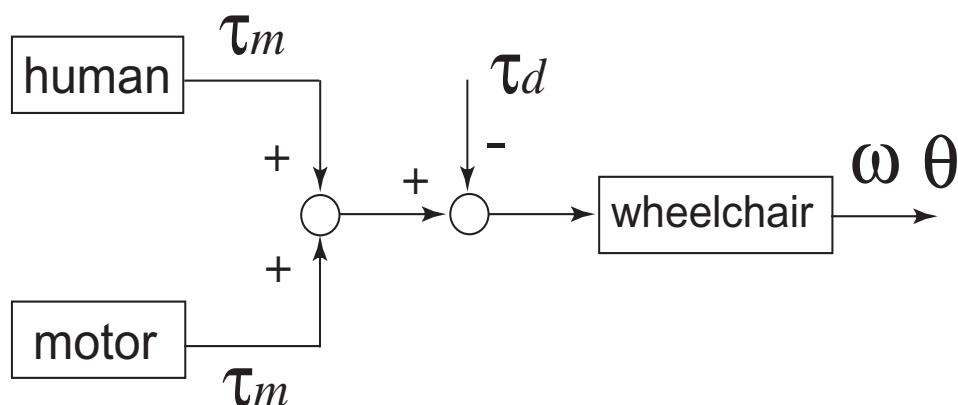 τm
human
τd
+
-
+
ω θ
wheelchair
+
motor
τm